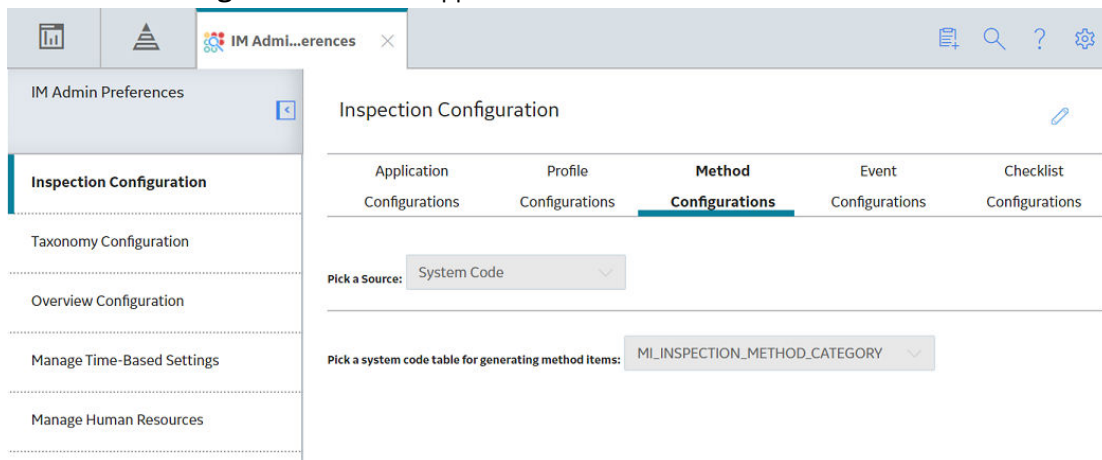 IM Admi...erences
IM Admin Preferences
Inspection Configuration
Taxonomy Configuration
Overview Configuration
Manage Time-Based Settings
Manage Human Resources
Inspection Configuration
Application Configurations
Profile Configurations
Method Configurations
Event Configurations
Checklist Configurations
Pick a Source: System Code
Pick a system code table for generating method items: MI_INSPECTION_METHOD_CATEGORY